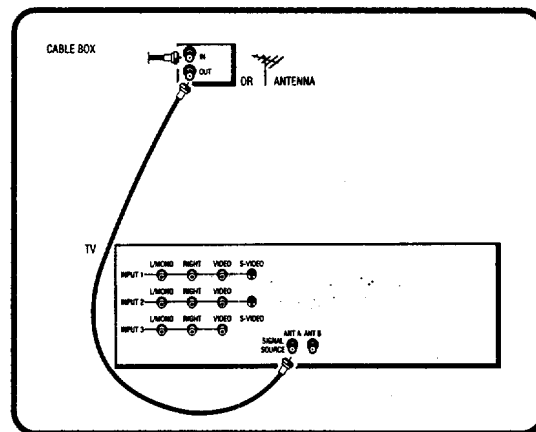 CABLE BOX
IN
OUT
OR ANTENNA
TV
L/MONO RIGHT VIDEO S-VIDEO
INPUT 1
L/MONO RIGHT VIDEO
INPUT 2
L/MONO RIGHT VIDEO S-VIDEO
INPUT 3
ANT A ANT B
SIGNAL
SOURCE